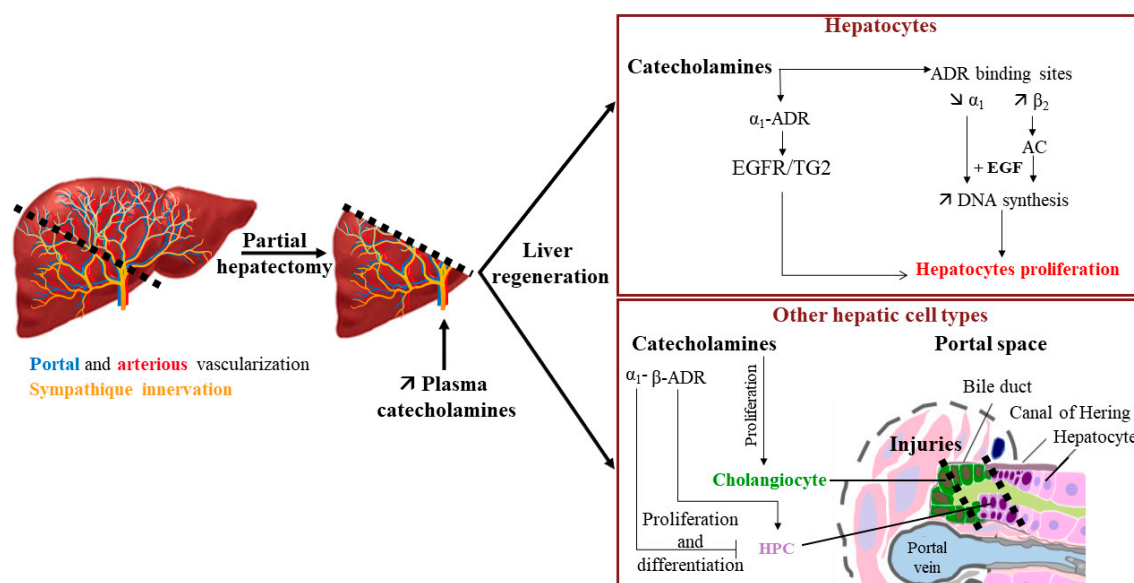 Partial
hepatectomy
Portal and arterious vascularization
Sympathique innervation
↗ Plasma
catecholamines
Liver
regeneration
Hepatocytes
Catecholamines
ADR binding sites
↘ α₁ ↗ β₂
α₁-ADR
AC
EGFR/TG2
+ EGF
↗ DNA synthesis
Hepatocytes proliferation
Other hepatic cell types
Catecholamines
Portal space
α₁- β-ADR
Proliferation
Bile duct
Canal of Hering
Hepatocyte
Injuries
Cholangiocyte
Proliferation
and
differentiation
HPC
Portal
vein